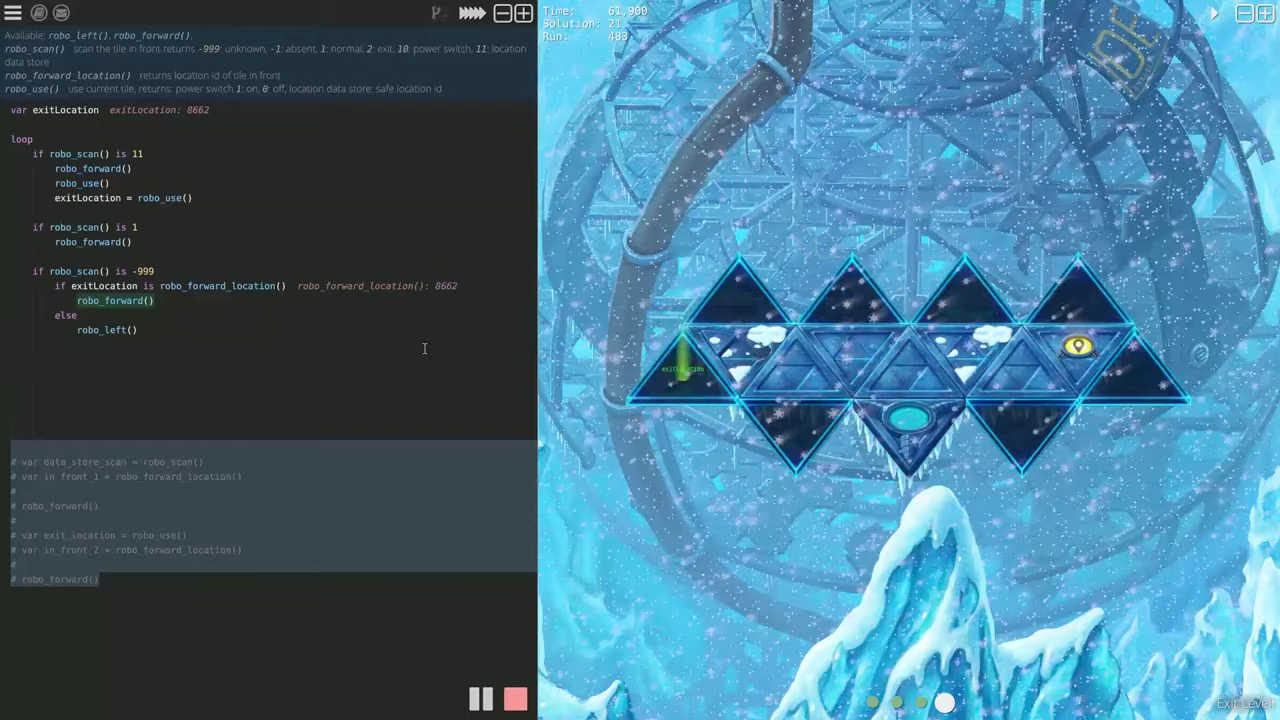 Available: robo_left(), robo_forward(),
robo_scan() scan the tile in front returns -999: unknown, -1: absent, 1: normal, 2: exit, 10: power switch, 11: location
data store
robo_forward_location() returns location id of tile in front
robo_use() use current tile, returns: power switch 1: on, 0: off, location data store: safe location id
var exitLocation exitLocation: 8662
loop
if robo_scan() is 11
robo_forward()
robo_use()
exitLocation = robo_use()
if robo_scan() is 1
robo_forward()
if robo_scan() is -999
if exitLocation is robo_forward_location() robo_forward_location(): 8662
robo_forward()
else
robo_left()
# var data_store_scan = robo_scan()
# var in_front_1 = robo_forward_location()
#
# robo_forward()
#
# var exit_location = robo_use()
# var in_front_2 = robo_forward_location()
#
# robo_forward()
Time: 61,900
Solution: 21
Run: 483
exitLocation
Exit Level